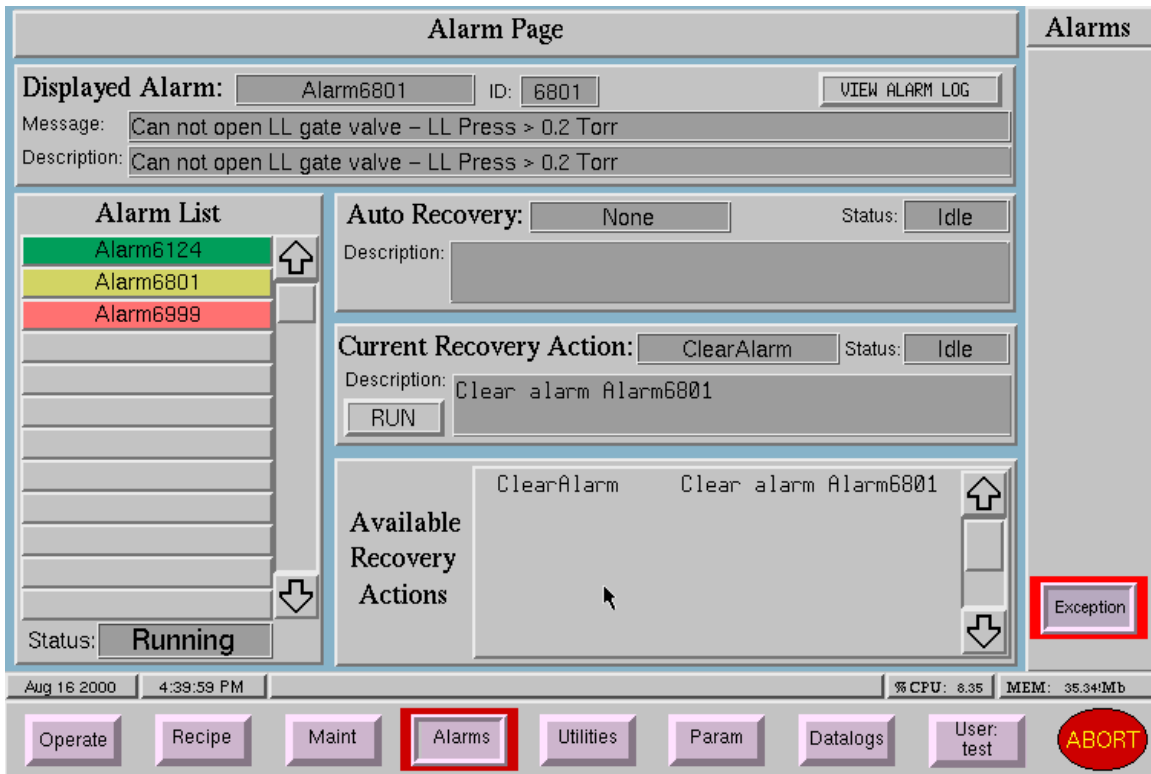 Alarm Page
Alarms
Displayed Alarm: Alarm6801 ID: 6801 VIEW ALARM LOG
Message: Can not open LL gate valve – LL Press > 0.2 Torr
Description: Can not open LL gate valve – LL Press > 0.2 Torr
Alarm List
Alarm6124
Alarm6801
Alarm6999
Status: Running
Auto Recovery: None Status: Idle
Description:
Current Recovery Action: ClearAlarm Status: Idle
Description: Clear alarm Alarm6801
RUN
Available
Recovery
Actions
ClearAlarm Clear alarm Alarm6801
Exception
Aug 16 2000 4:39:59 PM %CPU: 8.35 MEM: 35.34!Mb
Operate Recipe Maint Alarms Utilities Param Datalogs User: test ABORT